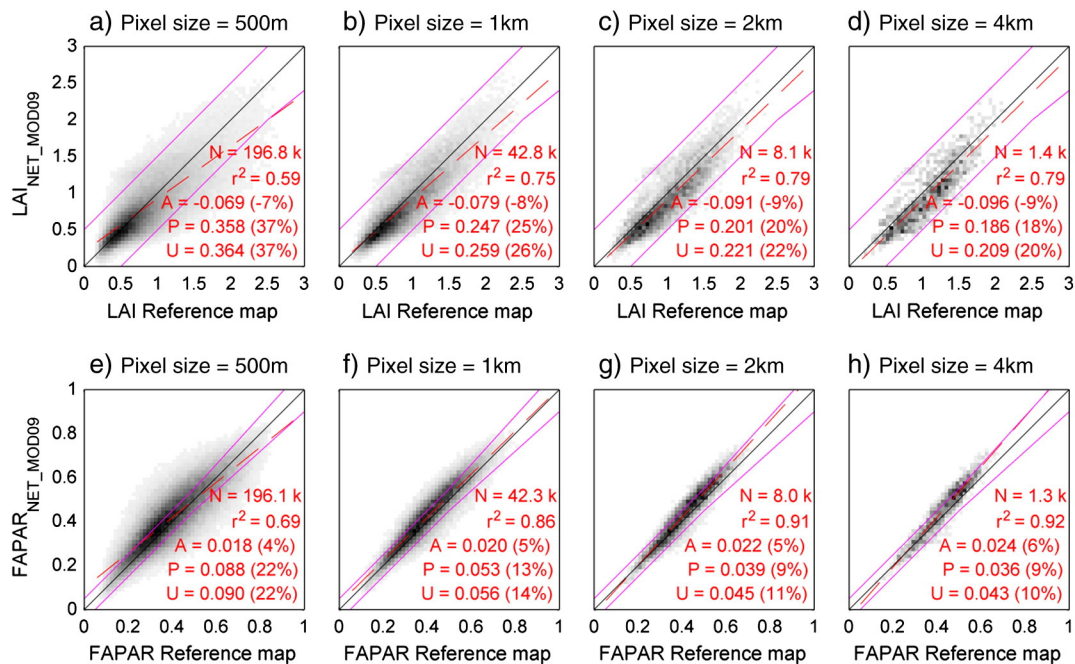 a) Pixel size = 500m
b) Pixel size = 1km
c) Pixel size = 2km
d) Pixel size = 4km
LAI_NET_MOD09
3
2.5
2
1.5
1
0.5
0
N = 196.8 k
r² = 0.59
A = -0.069 (-7%)
P = 0.358 (37%)
U = 0.364 (37%)
N = 42.8 k
r² = 0.75
A = -0.079 (-8%)
P = 0.247 (25%)
U = 0.259 (26%)
N = 8.1 k
r² = 0.79
A = -0.091 (-9%)
P = 0.201 (20%)
U = 0.221 (22%)
N = 1.4 k
r² = 0.79
A = -0.096 (-9%)
P = 0.186 (18%)
U = 0.209 (20%)
0 0.5 1 1.5 2 2.5 3
0 0.5 1 1.5 2 2.5 3
0 0.5 1 1.5 2 2.5 3
0 0.5 1 1.5 2 2.5 3
LAI Reference map
LAI Reference map
LAI Reference map
LAI Reference map
e) Pixel size = 500m
f) Pixel size = 1km
g) Pixel size = 2km
h) Pixel size = 4km
FAPAR_NET_MOD09
1
0.8
0.6
0.4
0.2
0
N = 196.1 k
r² = 0.69
A = 0.018 (4%)
P = 0.088 (22%)
U = 0.090 (22%)
N = 42.3 k
r² = 0.86
A = 0.020 (5%)
P = 0.053 (13%)
U = 0.056 (14%)
N = 8.0 k
r² = 0.91
A = 0.022 (5%)
P = 0.039 (9%)
U = 0.045 (11%)
N = 1.3 k
r² = 0.92
A = 0.024 (6%)
P = 0.036 (9%)
U = 0.043 (10%)
0 0.2 0.4 0.6 0.8 1
0 0.2 0.4 0.6 0.8 1
0 0.2 0.4 0.6 0.8 1
0 0.2 0.4 0.6 0.8 1
FAPAR Reference map
FAPAR Reference map
FAPAR Reference map
FAPAR Reference map